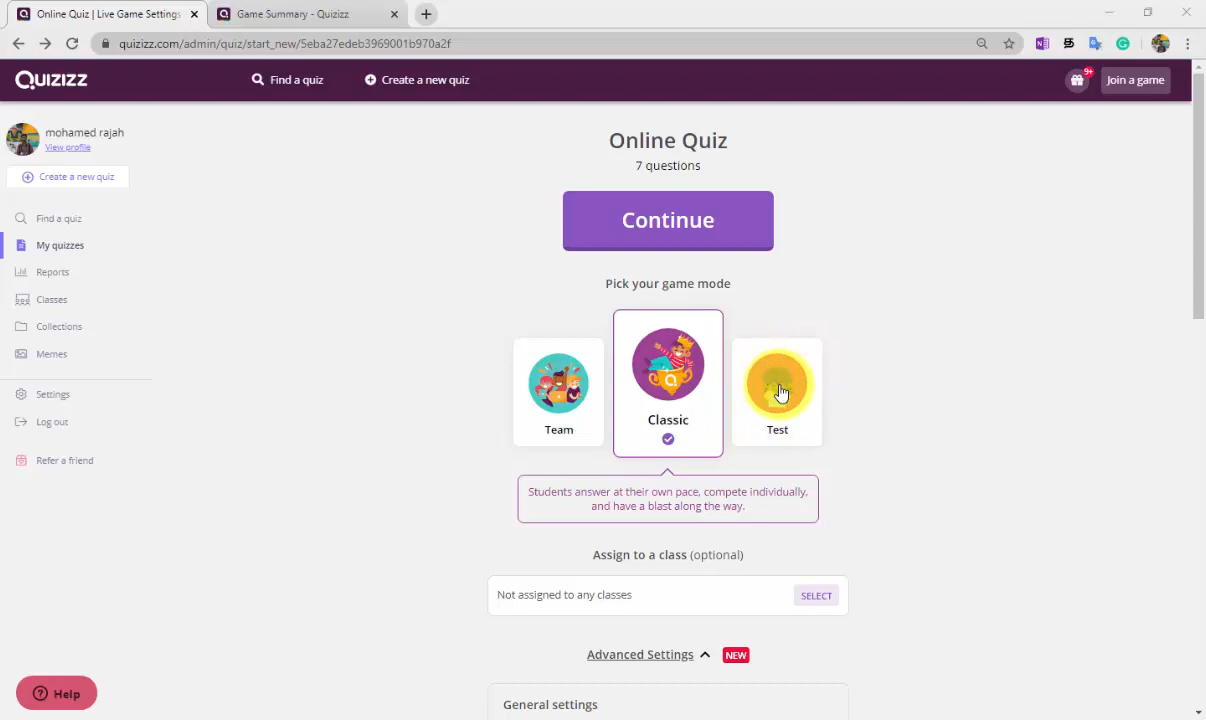 Online Quiz | Live Game Settings
Game Summary - Quizizz
quizizz.com/admin/quiz/start_new/5eba27edeb3969001b970a2f
QUIZIZZ
Find a quiz
Create a new quiz
9+
Join a game
mohamed rajah
View profile
Create a new quiz
Find a quiz
My quizzes
Reports
Classes
Collections
Memes
Settings
Log out
Refer a friend
Online Quiz
7 questions
Continue
Pick your game mode
Team
Classic
Test
Students answer at their own pace, compete individually,
and have a blast along the way.
Assign to a class (optional)
Not assigned to any classes
SELECT
Advanced Settings
NEW
General settings
Help